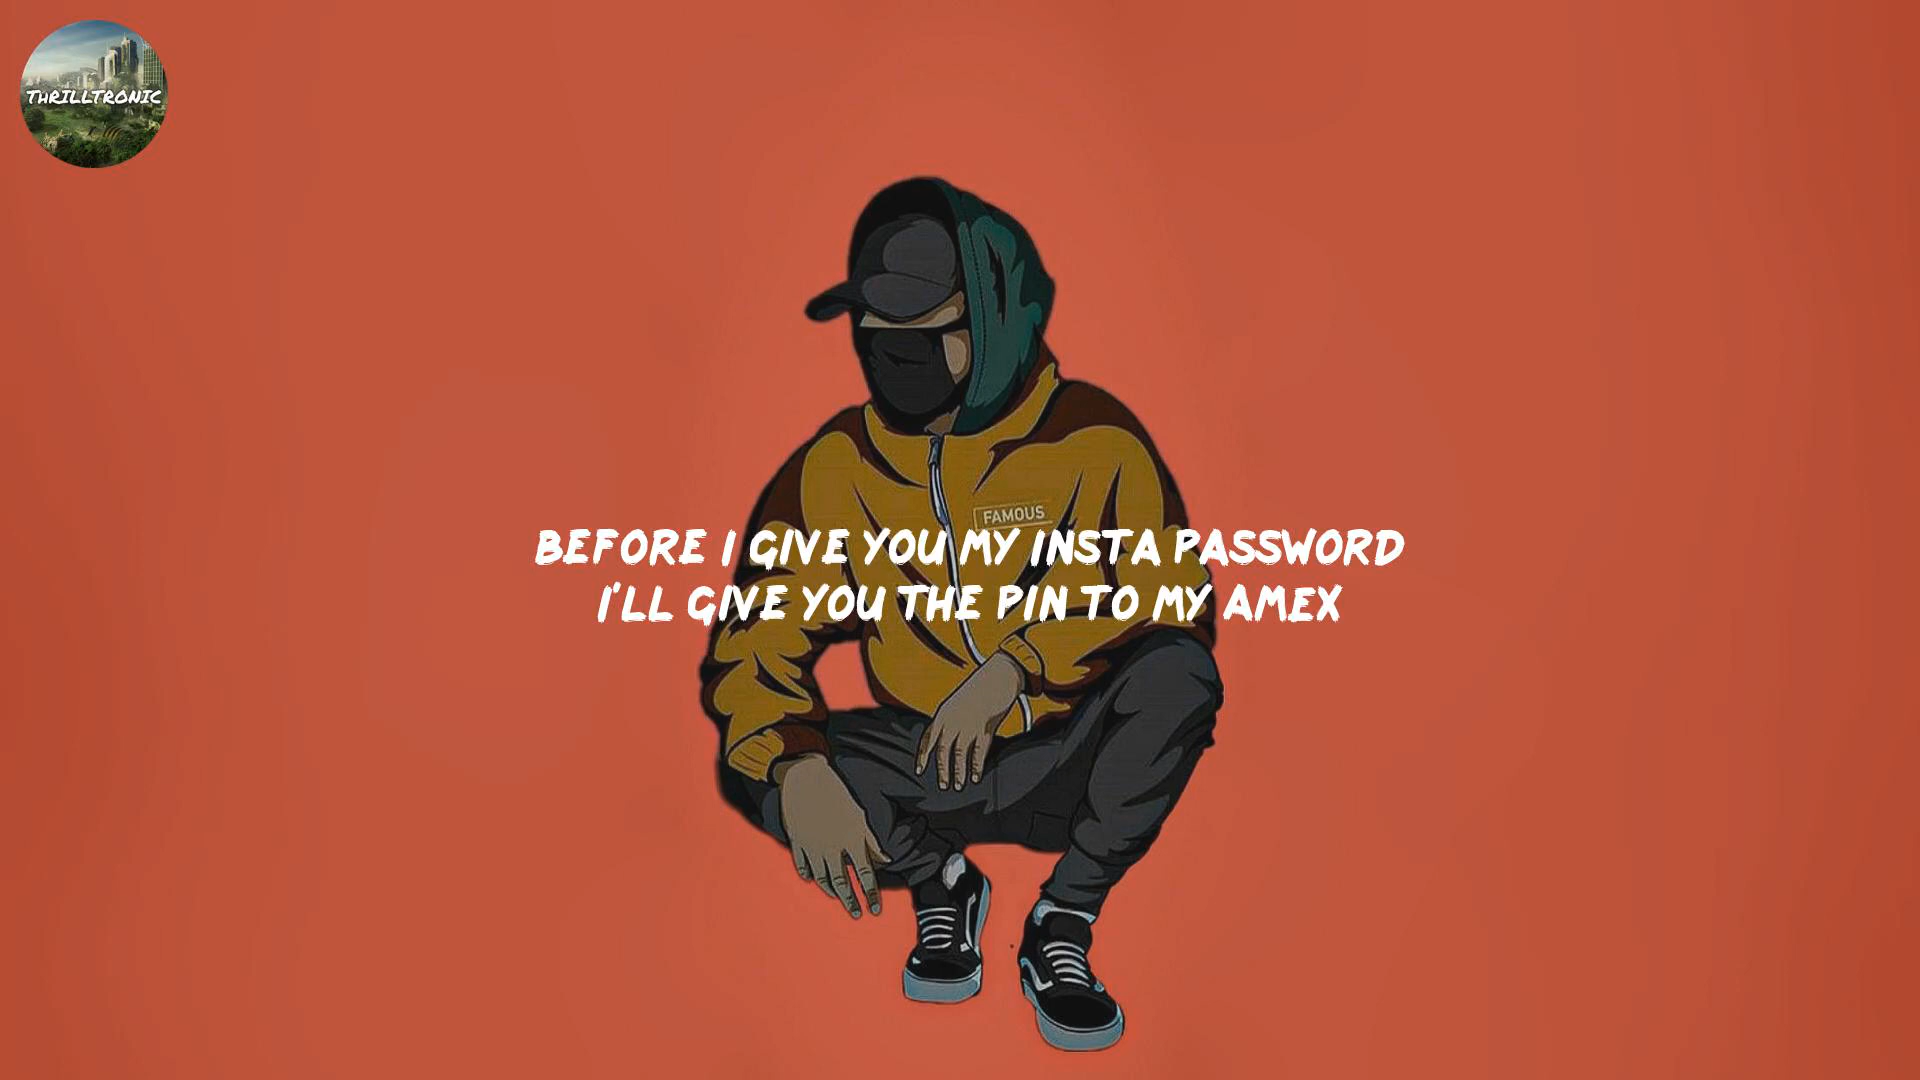 THRILLTRONIC
FAMOUS
BEFORE I GIVE YOU MY INSTA PASSWORD
I'LL GIVE YOU THE PIN TO MY AMEX